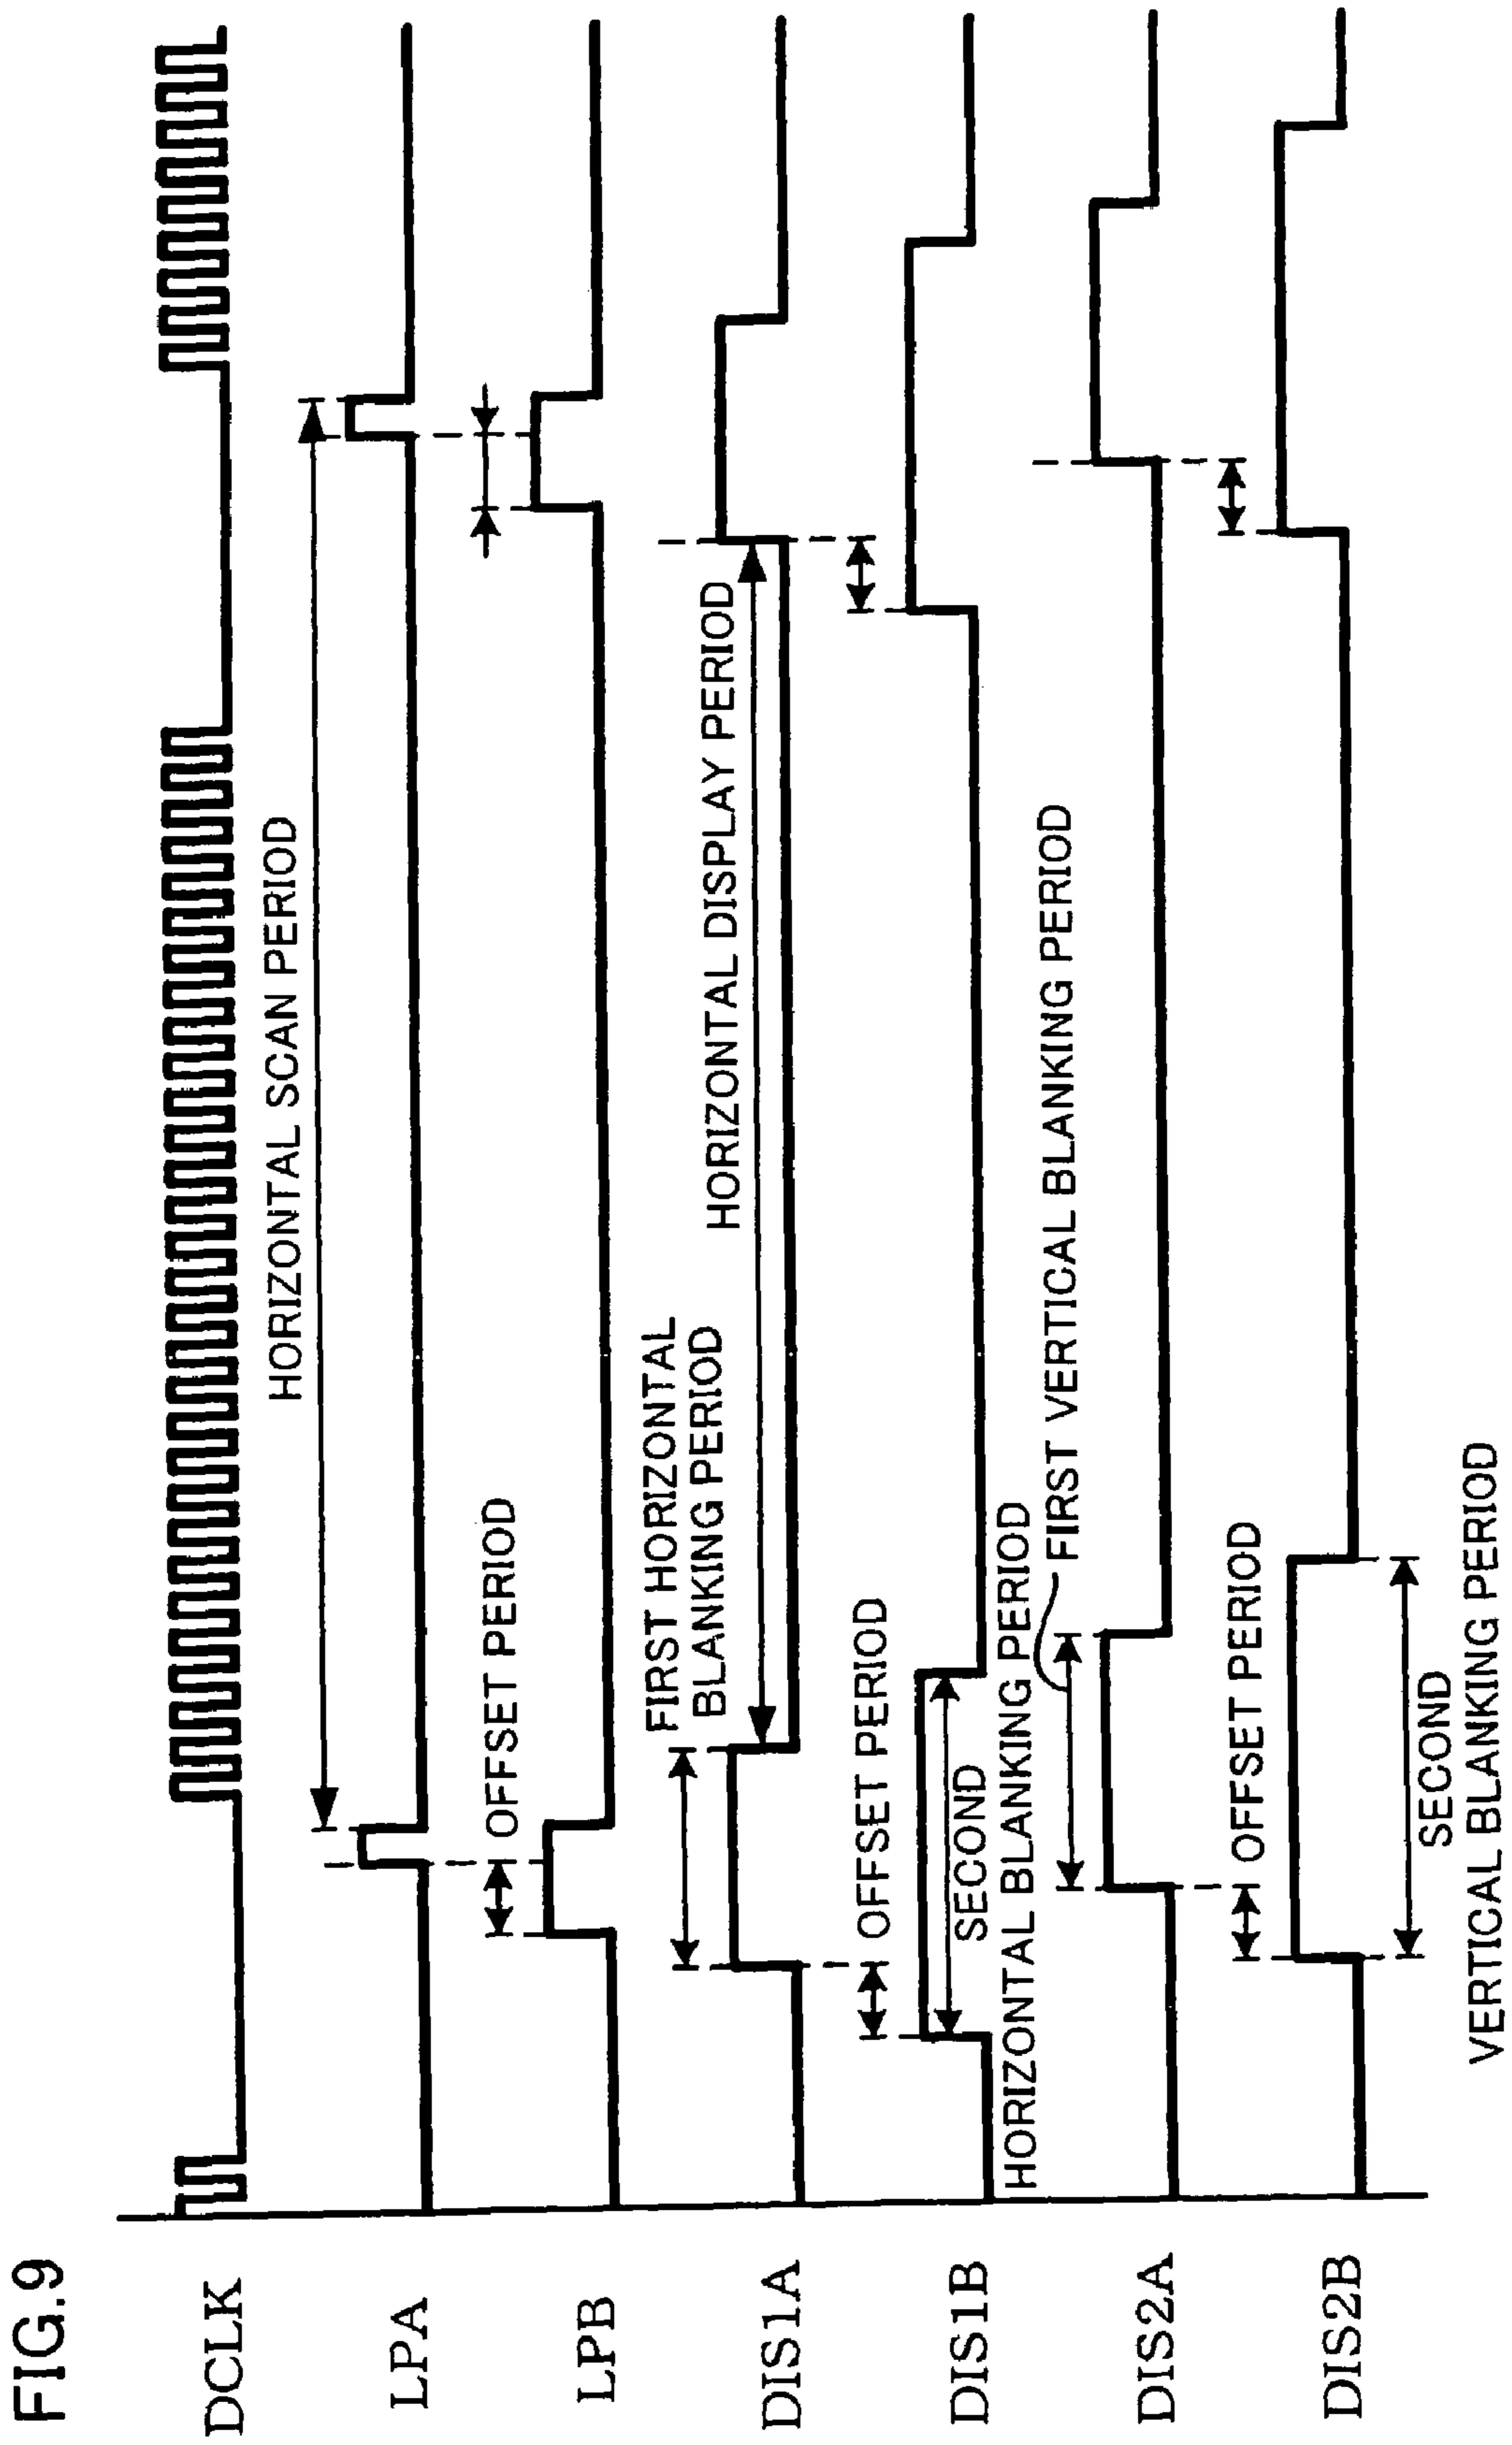 FIG.9
DCLK
HORIZONTAL SCAN PERIOD
LPA
OFFSET PERIOD
LPB
FIRST HORIZONTAL
BLANKING PERIOD
HORIZONTAL DISPLAY PERIOD
DIS1A
OFFSET PERIOD
DIS1B
SECOND
HORIZONTAL BLANKING PERIOD
FIRST VERTICAL BLANKING PERIOD
DIS2A
OFFSET PERIOD
DIS2B
SECOND
VERTICAL BLANKING PERIOD